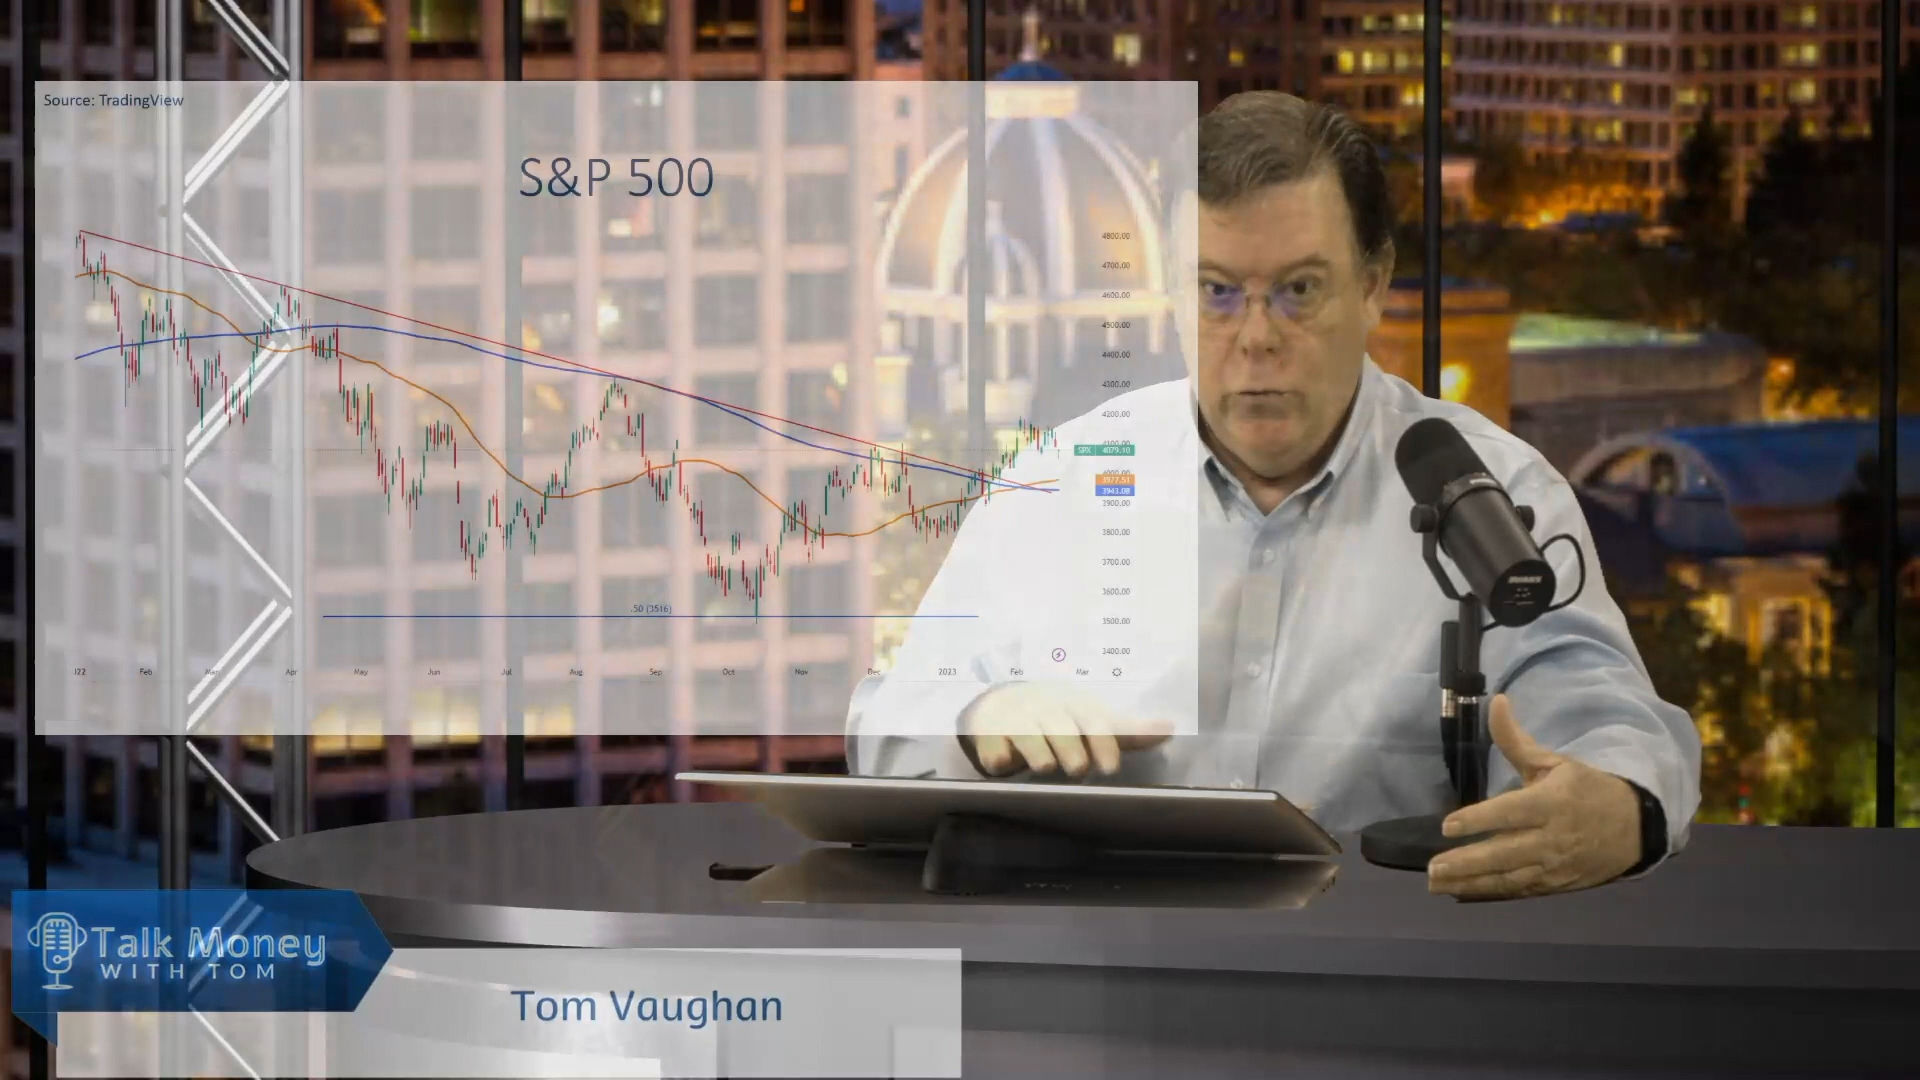 Source: TradingView
S&P 500
4800.00
4700.00
4600.00
4500.00
4400.00
4300.00
4200.00
4100.00
SPX 4079.10
4000.00
3977.51
3943.08
3900.00
3800.00
3700.00
3600.00
.50 (3516)
3500.00
3400.00
Feb Mar Apr May Jun Jul Aug Sep Oct Nov Dec 2023 Feb Mar
Talk Money
WITH TOM
Tom Vaughan